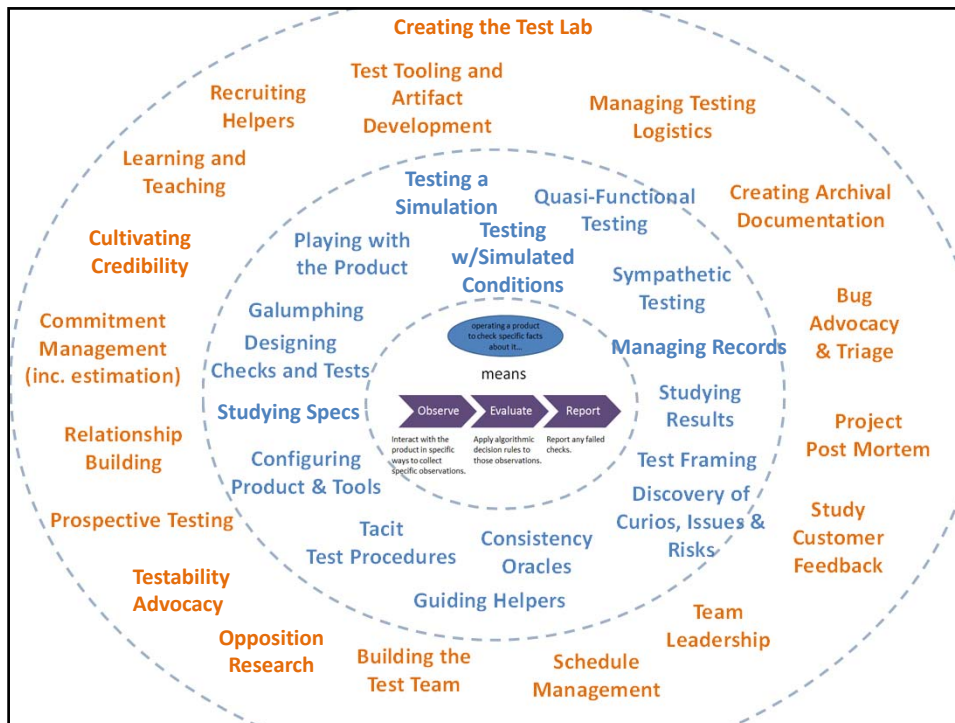 Creating the Test Lab
Test Tooling and
Artifact
Development
Recruiting
Helpers
Managing Testing
Logistics
Learning and
Teaching
Testing a
Simulation
Quasi-Functional
Testing
Creating Archival
Documentation
Cultivating
Credibility
Playing with
the Product
Testing
w/Simulated
Conditions
Sympathetic
Testing
Commitment
Management
(inc. estimation)
Galumphing
Designing
Checks and Tests
operating a product
to check specific facts
about it...
means
Managing Records
Bug
Advocacy
& Triage
Studying Specs
Observe
Evaluate
Report
Interact with the
product in specific
ways to collect
specific observations.
Apply algorithmic
decision rules to
those observations.
Report any failed
checks.
Studying
Results
Relationship
Building
Configuring
Product & Tools
Test Framing
Project
Post Mortem
Prospective Testing
Tacit
Test Procedures
Consistency
Oracles
Discovery of
Curios, Issues &
Risks
Study
Customer
Feedback
Testability
Advocacy
Guiding Helpers
Opposition
Research
Building the
Test Team
Schedule
Management
Team
Leadership